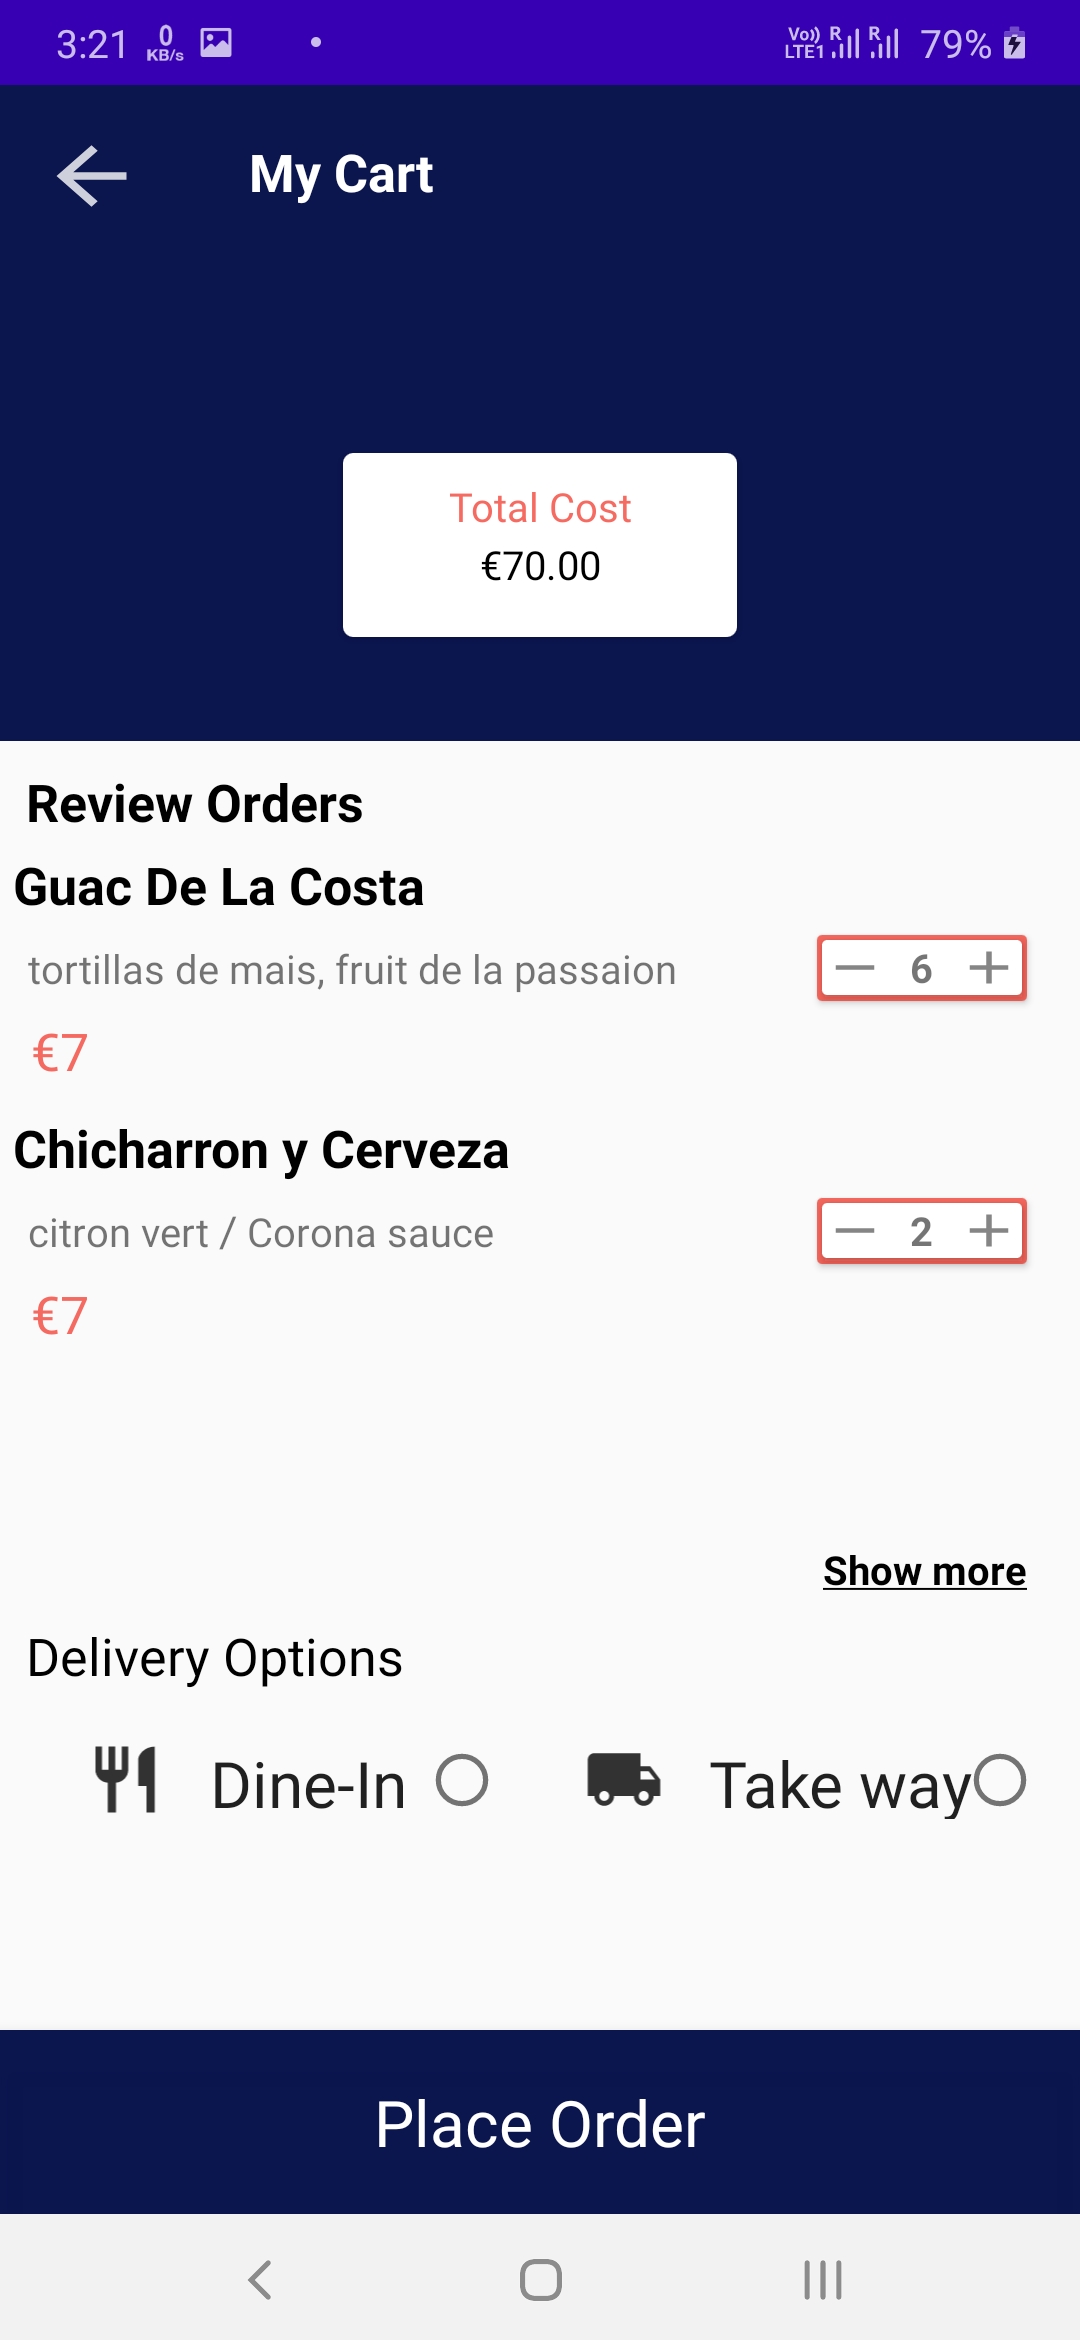 3:21 0 KB/s Vo)) LTE1 R R 79%
My Cart
Total Cost
€70.00
Review Orders
Guac De La Costa
tortillas de mais, fruit de la passaion
6
€7
Chicharron y Cerveza
citron vert / Corona sauce
2
€7
Show more
Delivery Options
Dine-In Take way
Place Order